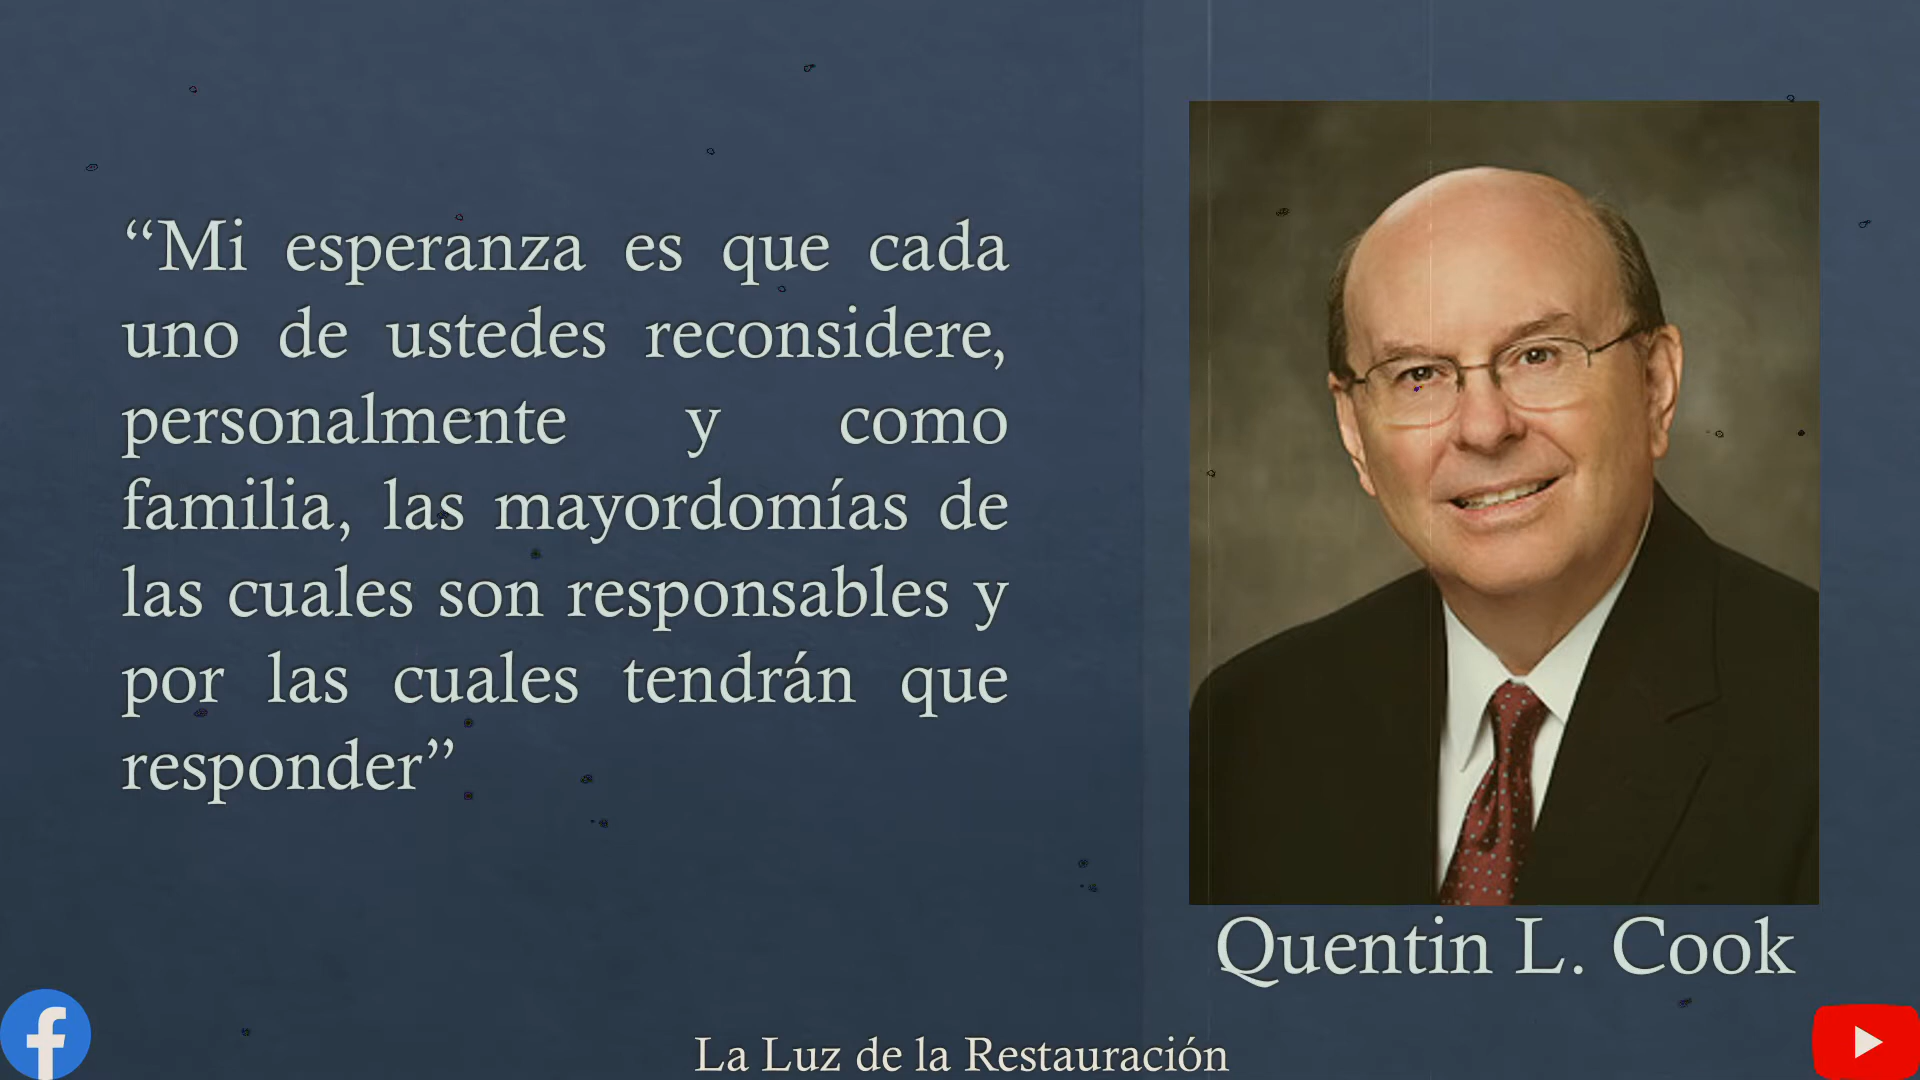 “Mi esperanza es que cada
uno de ustedes reconsidere,
personalmente y como
familia, las mayordomías de
las cuales son responsables y
por las cuales tendrán que
responder”
Quentin L. Cook
La Luz de la Restauración